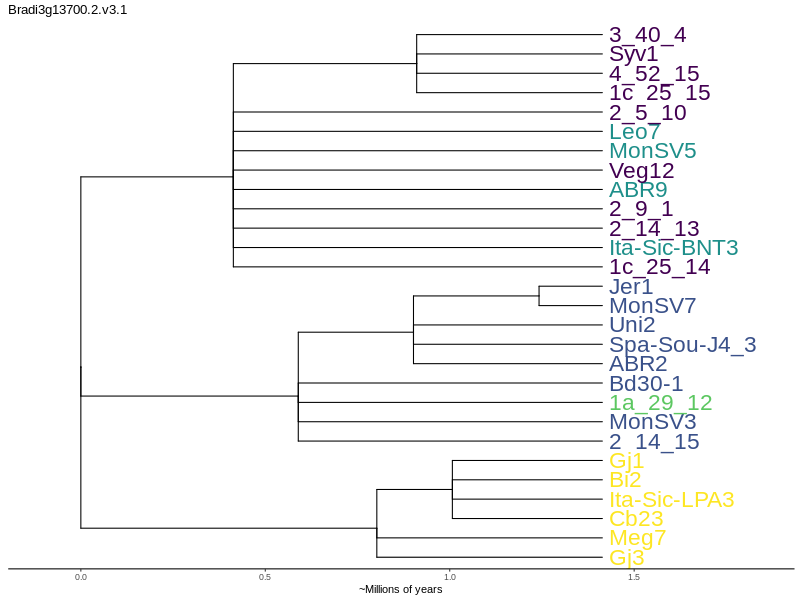 Bradi3g13700.2.v3.1
3_40_4
Syv1
4_52_15
1c_25_15
2_5_10
Leo7
MonSV5
Veg12
ABR9
2_9_1
2_14_13
Ita-Sic-BNT3
1c_25_14
Jer1
MonSV7
Uni2
Spa-Sou-J4_3
ABR2
Bd30-1
1a_29_12
MonSV3
2_14_15
Gj1
Bi2
Ita-Sic-LPA3
Cb23
Meg7
Gj3
0.0 0.5 1.0 1.5
~Millions of years